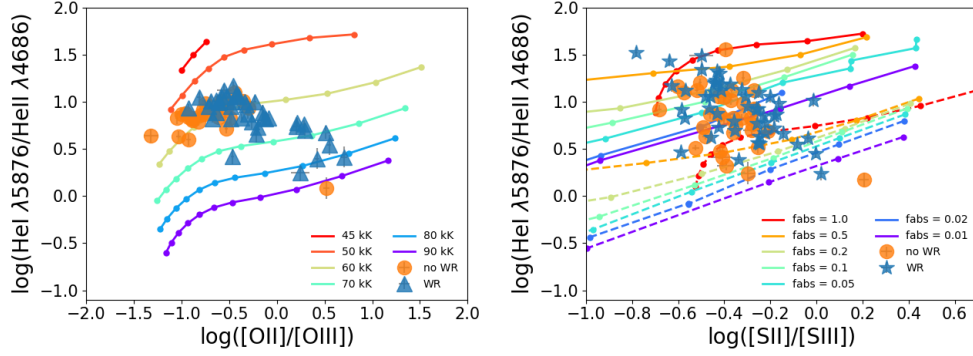 log(HeI λ5876/HeII λ4686)
2.0
1.5
1.0
0.5
0.0
−0.5
−1.0
45 kK
50 kK
60 kK
70 kK
80 kK
90 kK
no WR
WR
−2.0 −1.5 −1.0 −0.5 0.0 0.5 1.0 1.5 2.0
log([OII]/[OIII])
log(HeI λ5876/HeII λ4686)
2.0
1.5
1.0
0.5
0.0
−0.5
−1.0
fabs = 1.0
fabs = 0.5
fabs = 0.2
fabs = 0.1
fabs = 0.05
fabs = 0.02
fabs = 0.01
no WR
WR
−1.0 −0.8 −0.6 −0.4 −0.2 0.0 0.2 0.4 0.6
log([SII]/[SIII])